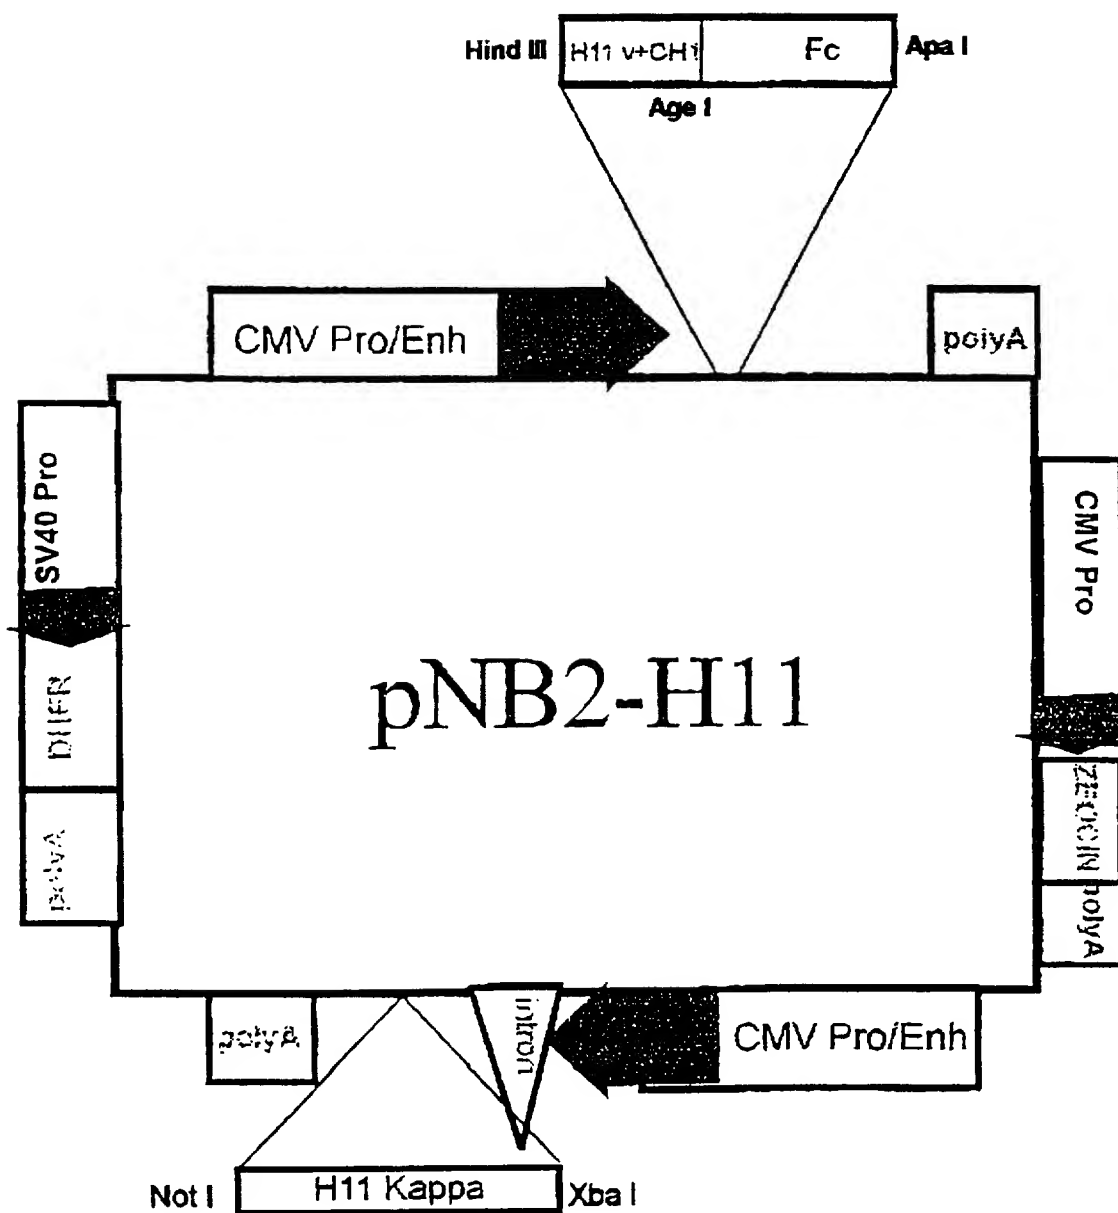 Hind III H11 v+CH1 Fc Apa I
Age I
CMV Pro/Enh
polyA
SV40 Pro
CMV Pro
pNB2-H11
DHFR
ZEOCIN
polyA
polyA
polyA
intron
CMV Pro/Enh
Not I H11 Kappa Xba I